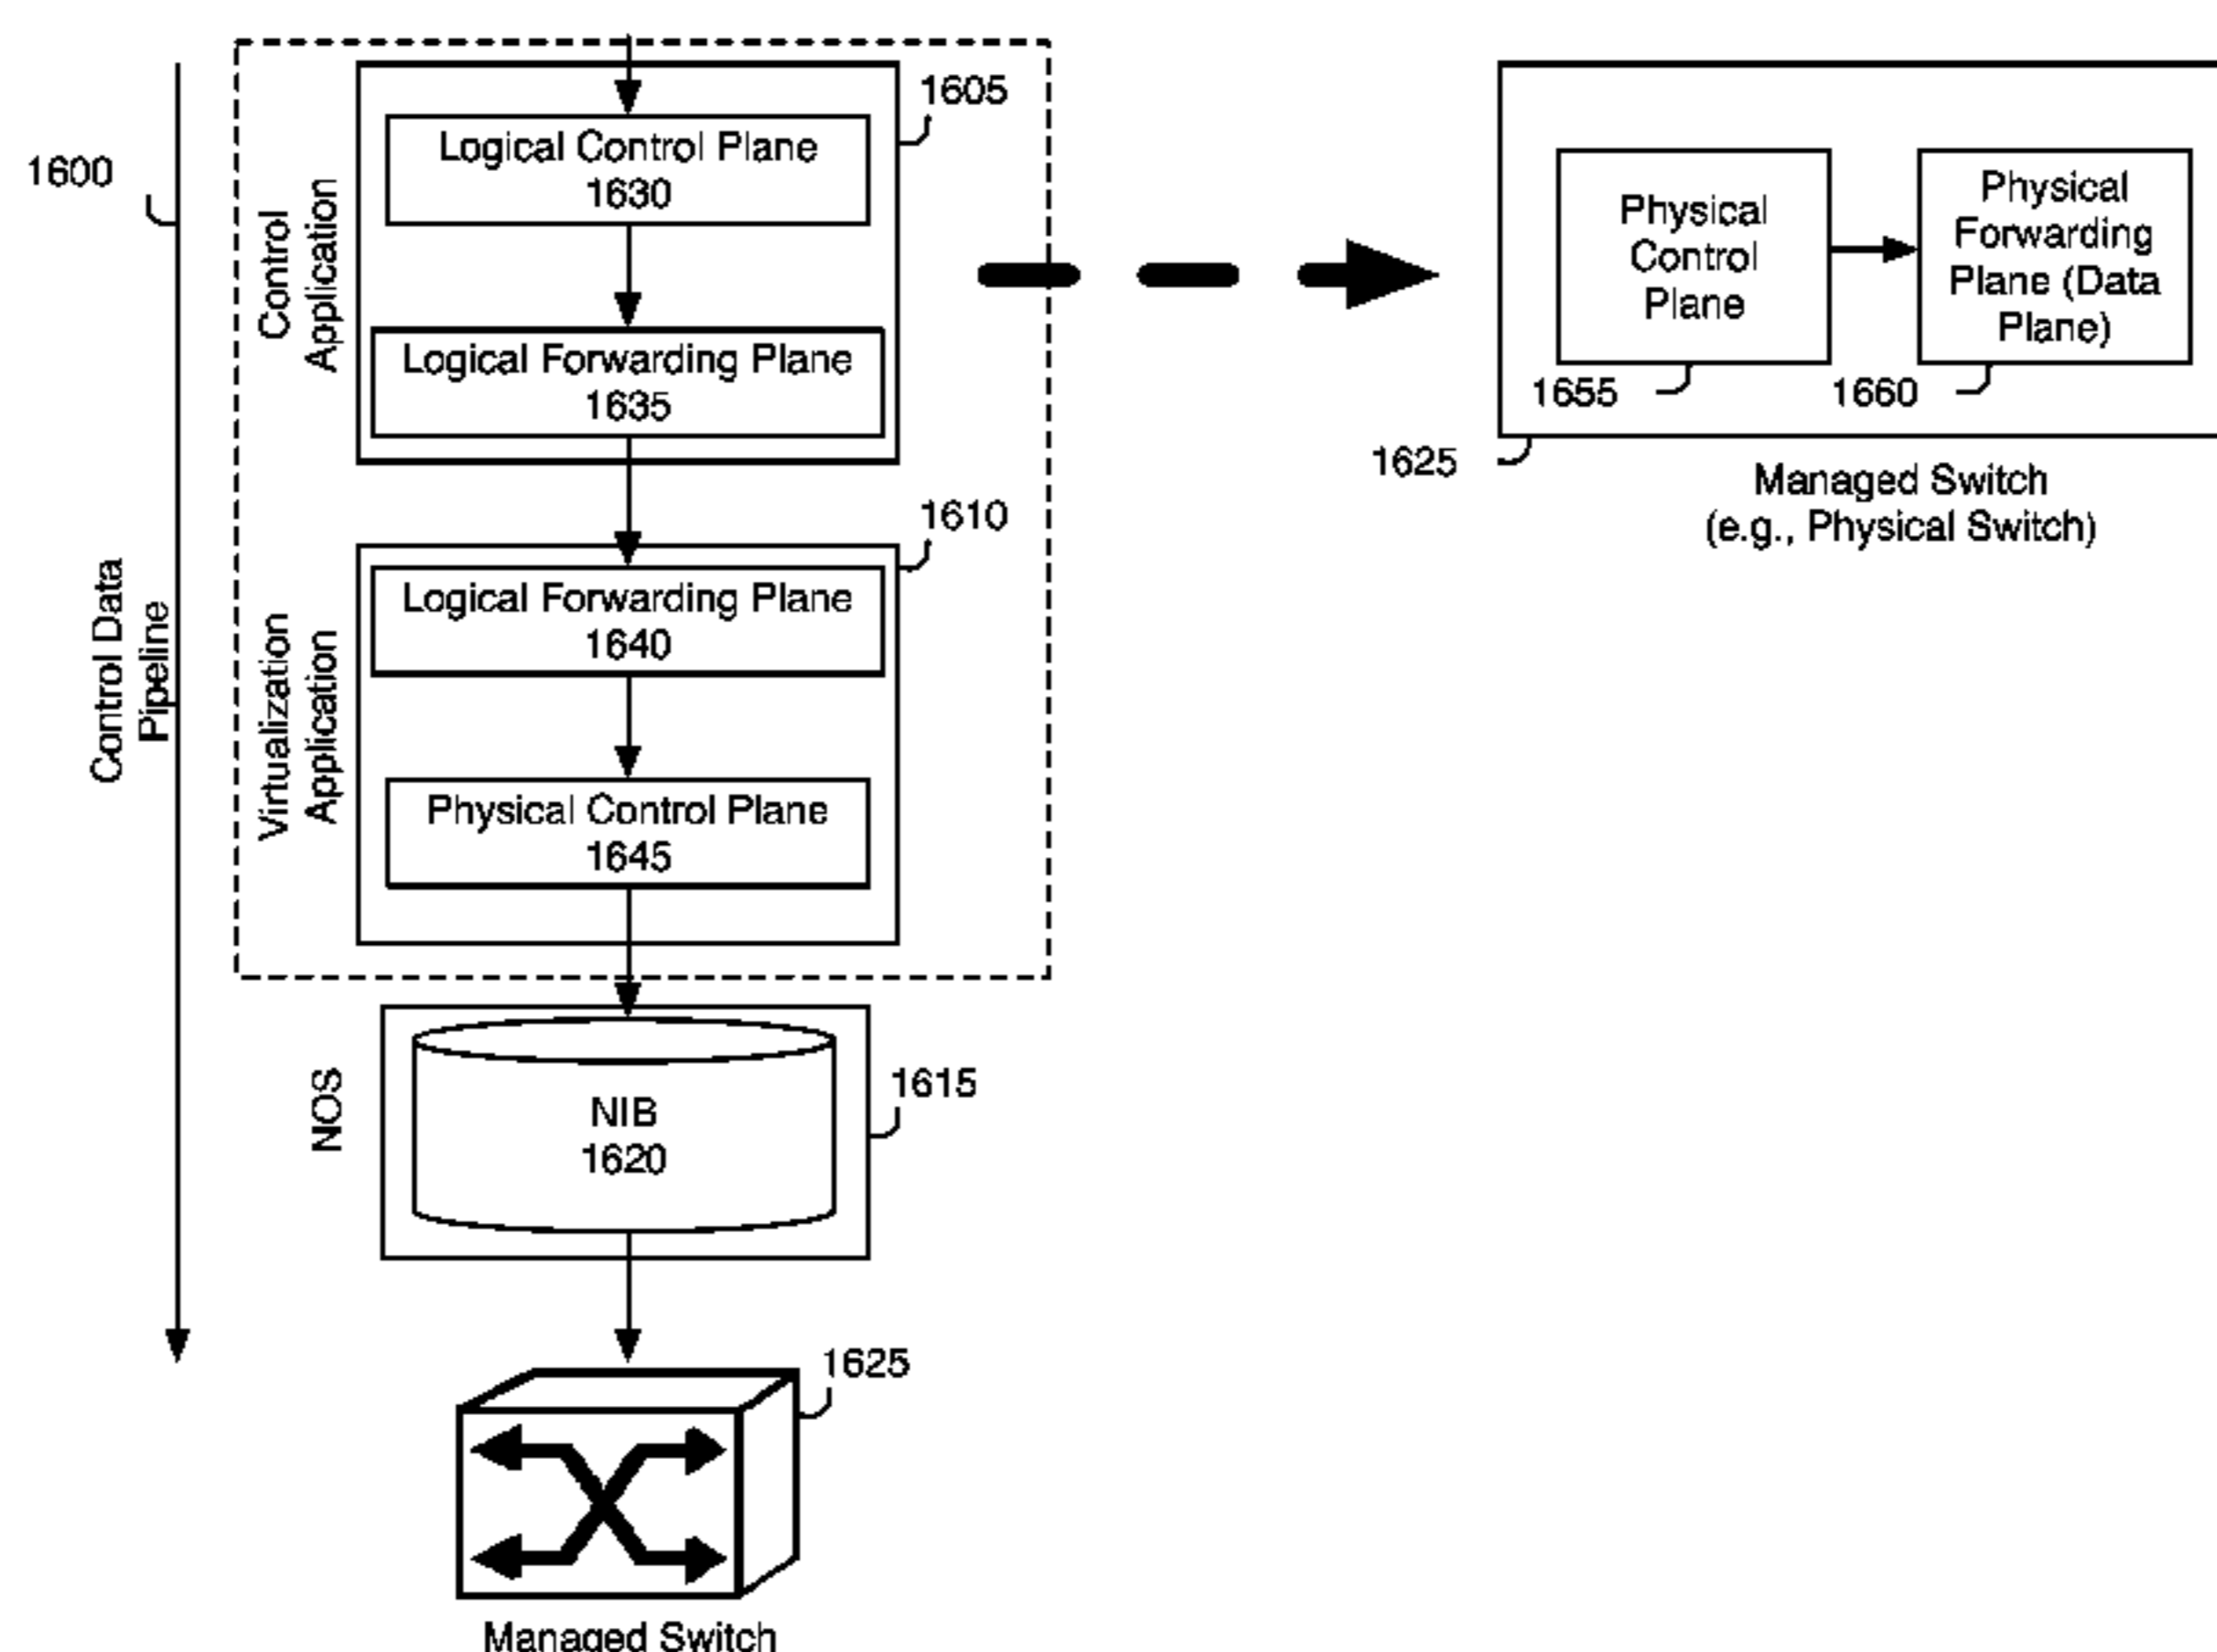 1600
Control Data
Pipeline
Control
Application
1605
Logical Control Plane
1630
Logical Forwarding Plane
1635
Virtualization
Application
1610
Logical Forwarding Plane
1640
Physical Control Plane
1645
NOS
1615
NIB
1620
1625
Managed Switch
Physical
Control
Plane
1655
Physical
Forwarding
Plane (Data
Plane)
1660
1625
Managed Switch
(e.g., Physical Switch)